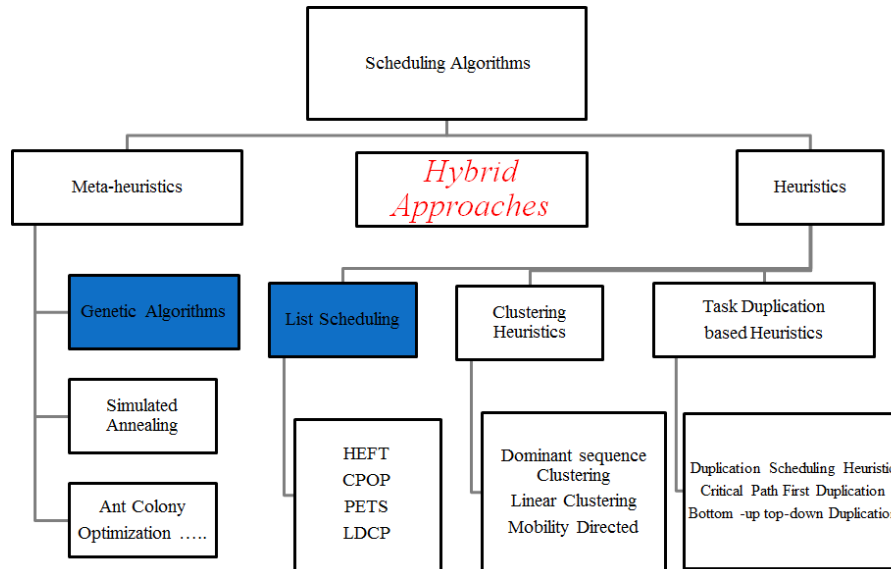 Scheduling Algorithms
Meta-heuristics
Hybrid
Approaches
Heuristics
Genetic Algorithms
List Scheduling
Clustering
Heuristics
Task Duplication
based Heuristics
Simulated
Annealing
Ant Colony
Optimization …..
HEFT
CPOP
PETS
LDCP
Dominant sequence
Clustering
Linear Clustering
Mobility Directed
Duplication Scheduling Heuristic
Critical Path First Duplication
Bottom -up top-down Duplication